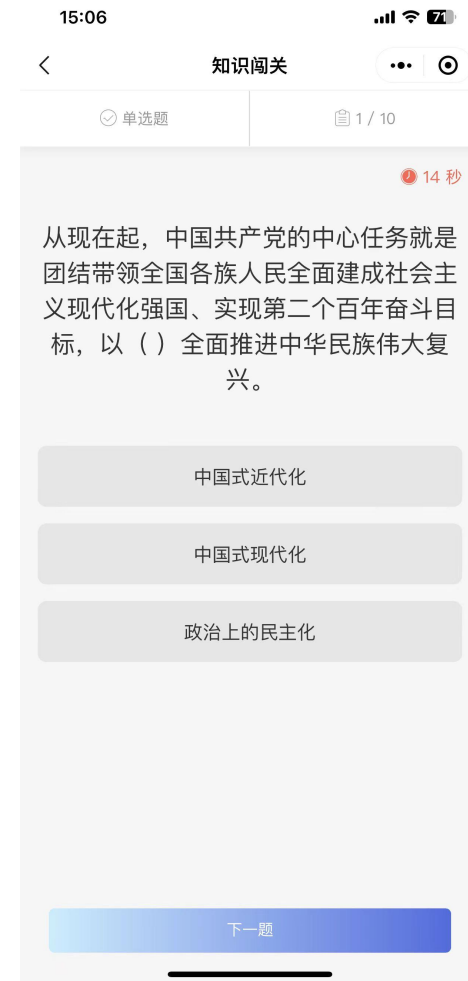 15:06
71
知识闯关
单选题
1 / 10
14 秒
从现在起，中国共产党的中心任务就是
团结带领全国各族人民全面建成社会主
义现代化强国、实现第二个百年奋斗目
标，以（ ）全面推进中华民族伟大复
兴。
中国式近代化
中国式现代化
政治上的民主化
下一题